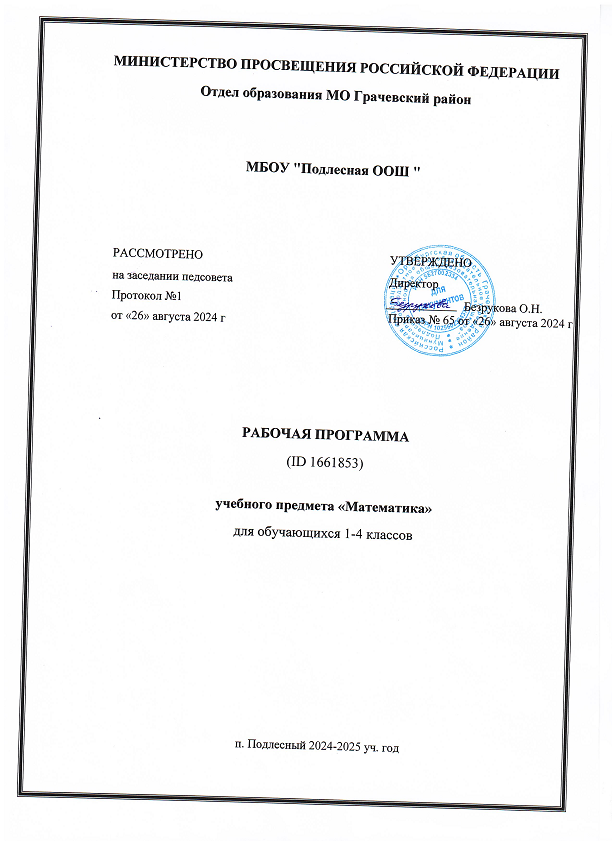 МИНИСТЕРСТВО ПРОСВЕЩЕНИЯ РОССИЙСКОЙ ФЕДЕРАЦИИ
Отдел образования МО Грачевский район
МБОУ "Подлесная ООШ "
РАССМОТРЕНО
на заседании педсовета
Протокол №1
от «26» августа 2024 г
УТВЕРЖДЕНО
Директор
Безрукова О.Н.
Приказ № 65 от «26» августа 2024 г.
РАБОЧАЯ ПРОГРАММА
(ID 1661853)
учебного предмета «Математика»
для обучающихся 1-4 классов
п. Подлесный 2024-2025 уч. год